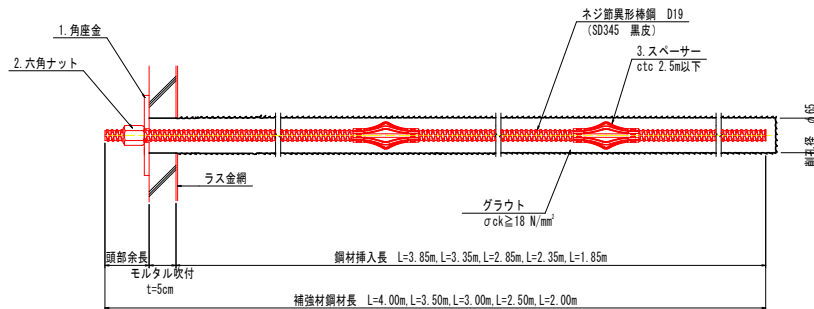 ネジ節異形棒鋼 D19
(SD345 黒皮)
1.角座金
2.六角ナット
3.スペーサー
ctc 2.5m以下
削孔径 φ65
ラス金網
グラウト
σck≧18 N/mm²
頭部余長
モルタル吹付
t=5cm
鋼材挿入長 L=3.85m,L=3.35m,L=2.85m,L=2.35m,L=1.85m
補強材鋼材長 L=4.00m,L=3.50m,L=3.00m,L=2.50m,L=2.00m